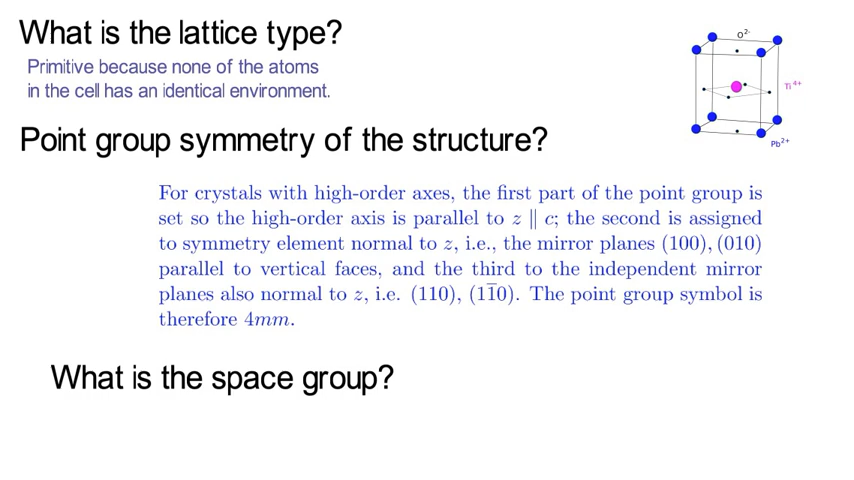 What is the lattice type?
Primitive because none of the atoms
in the cell has an identical environment.
O²⁻
Ti⁴⁺
Pb²⁺
Point group symmetry of the structure?
For crystals with high-order axes, the first part of the point group is
set so the high-order axis is parallel to z ∥ c; the second is assigned
to symmetry element normal to z, i.e., the mirror planes (100), (010)
parallel to vertical faces, and the third to the independent mirror
planes also normal to z, i.e. (110), (11̄0). The point group symbol is
therefore 4mm.
What is the space group?